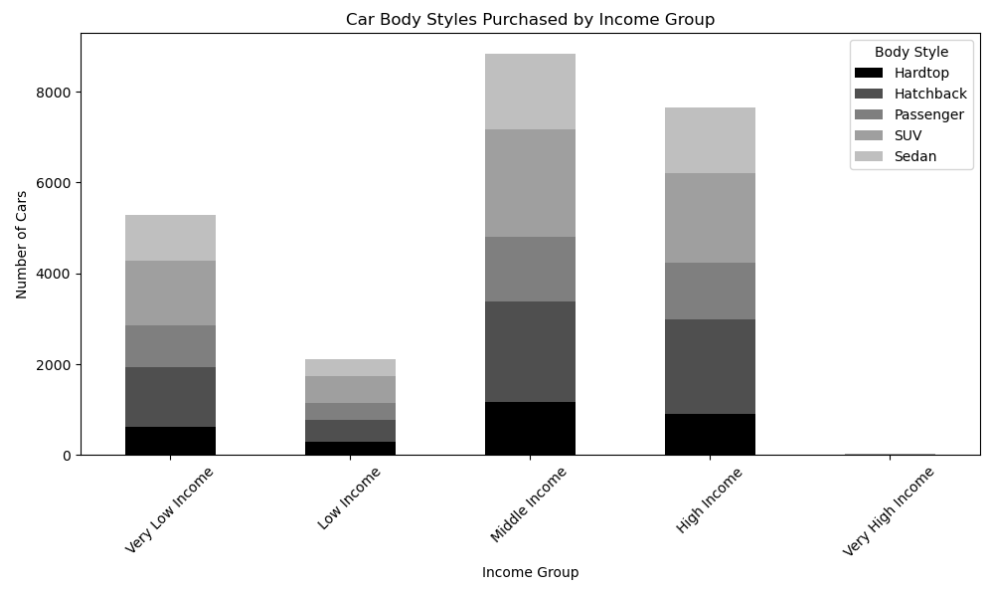 Car Body Styles Purchased by Income Group
Body Style
Hardtop
Hatchback
Passenger
SUV
Sedan
Number of Cars
8000
6000
4000
2000
0
Very Low Income
Low Income
Middle Income
High Income
Very High Income
Income Group